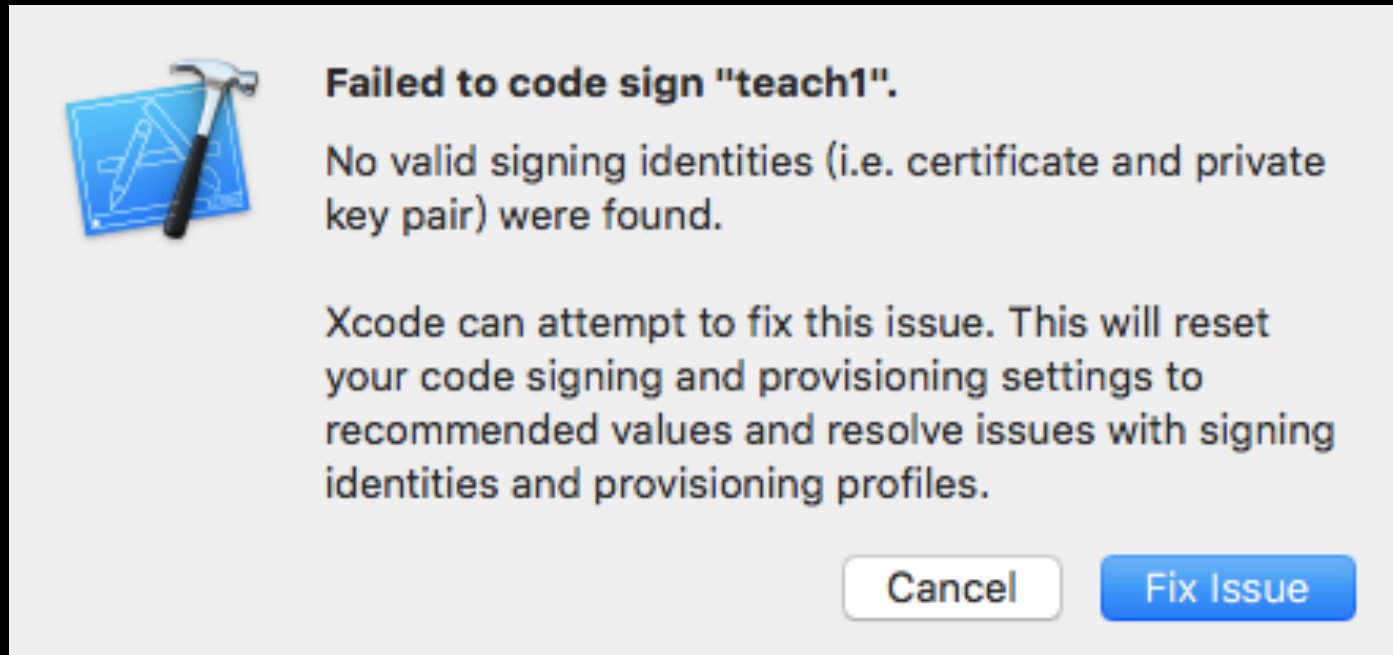 Failed to code sign "teach1".
No valid signing identities (i.e. certificate and private
key pair) were found.
Xcode can attempt to fix this issue. This will reset
your code signing and provisioning settings to
recommended values and resolve issues with signing
identities and provisioning profiles.
Cancel
Fix Issue